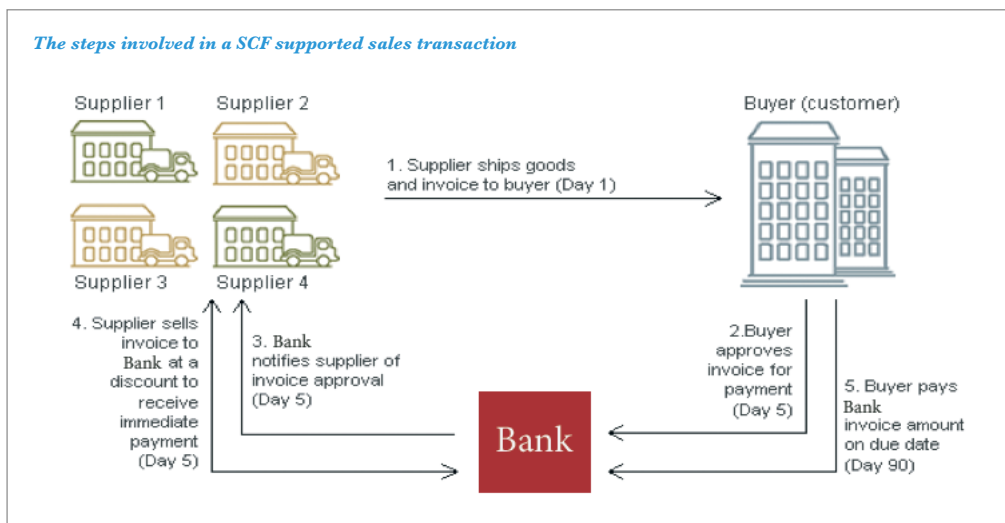 The steps involved in a SCF supported sales transaction
Supplier 1
Supplier 2
Buyer (customer)
1. Supplier ships goods
and invoice to buyer (Day 1)
Supplier 3
Supplier 4
4. Supplier sells
invoice to
Bank at a
discount to
receive
immediate
payment
(Day 5)
3. Bank
notifies supplier of
invoice approval
(Day 5)
2.Buyer
approves
invoice for
payment
(Day 5)
5. Buyer pays
Bank
invoice amount
on due date
(Day 90)
Bank